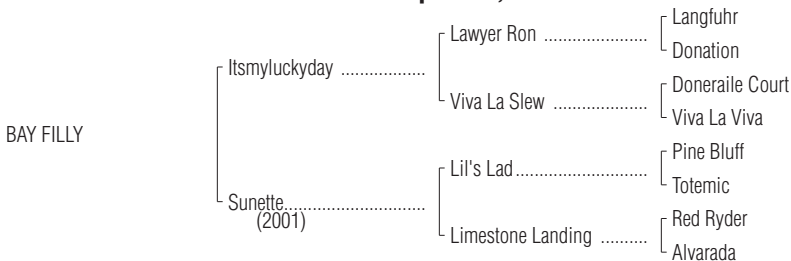 Langfuhr
Lawyer Ron ...................
Donation
Itsmyluckyday ..................
Doneraile Court
Viva La Slew .................
Viva La Viva
BAY FILLY
Pine Bluff
Lil's Lad..........................
Totemic
Sunette...........................
(2001)
Red Ryder
Limestone Landing ..........
Alvarada